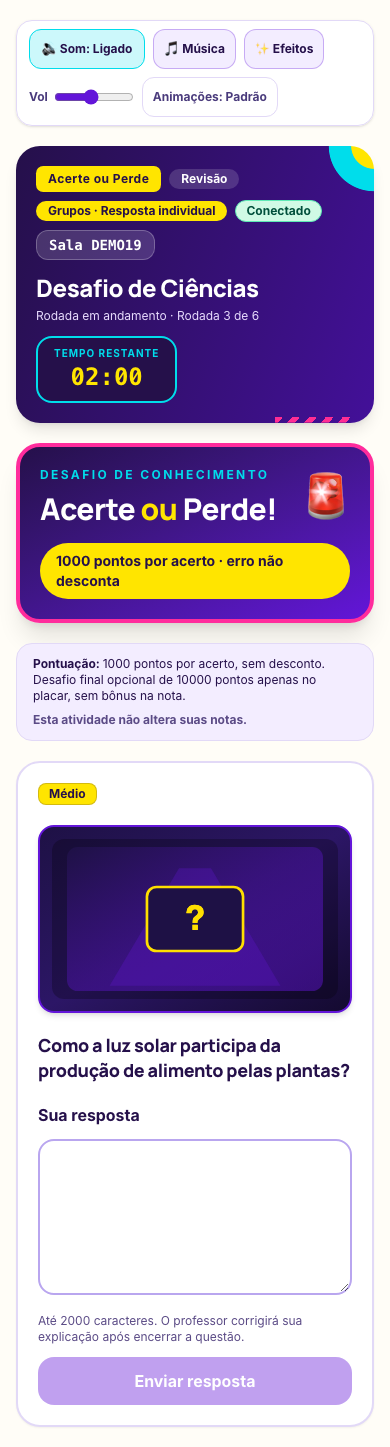 Som: Ligado
Música
Efeitos
Vol
Animações: Padrão
Acerte ou Perde
Revisão
Grupos · Resposta individual
Conectado
Sala DEMO19
Desafio de Ciências
Rodada em andamento · Rodada 3 de 6
TEMPO RESTANTE
02:00
DESAFIO DE CONHECIMENTO
Acerte ou Perde!
1000 pontos por acerto · erro não
desconta
Pontuação: 1000 pontos por acerto, sem desconto.
Desafio final opcional de 10000 pontos apenas no
placar, sem bônus na nota.
Esta atividade não altera suas notas.
Médio
?
Como a luz solar participa da
produção de alimento pelas plantas?
Sua resposta
Até 2000 caracteres. O professor corrigirá sua
explicação após encerrar a questão.
Enviar resposta